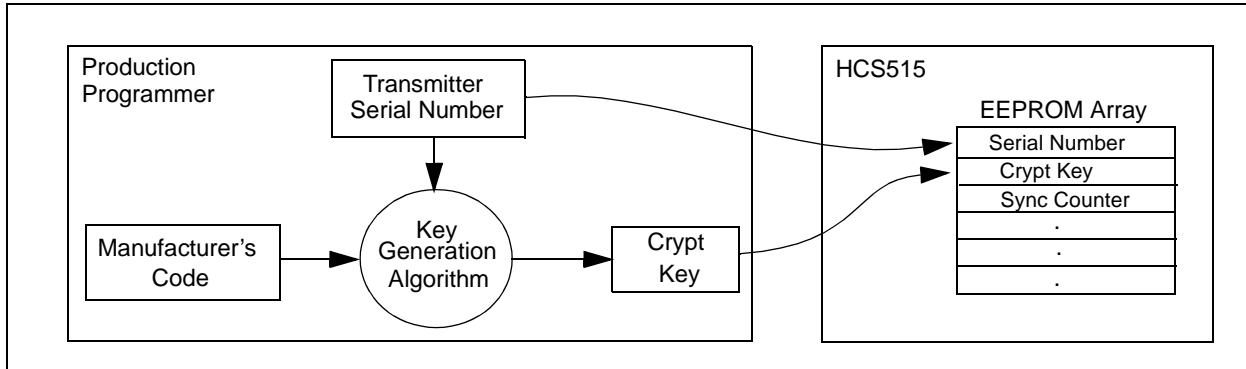 Production
Programmer
Transmitter
Serial Number
Manufacturer's
Code
Key
Generation
Algorithm
Crypt
Key
HCS515
EEPROM Array
Serial Number
Crypt Key
Sync Counter
.
.
.